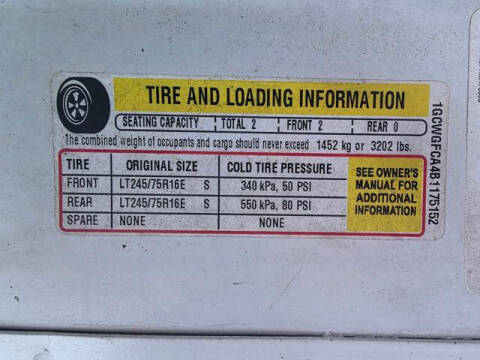 TIRE AND LOADING INFORMATION
SEATING CAPACITY TOTAL 2 FRONT 2 REAR 0
The combined weight of occupants and cargo should never exceed 1452 kg or 3202 lbs.
TIRE ORIGINAL SIZE COLD TIRE PRESSURE
FRONT LT245/75R16E S 340 kPa, 50 PSI
REAR LT245/75R16E S 550 kPa, 80 PSI
SPARE NONE NONE
SEE OWNER'S
MANUAL FOR
ADDITIONAL
INFORMATION
1GCWGFCA4B1175152